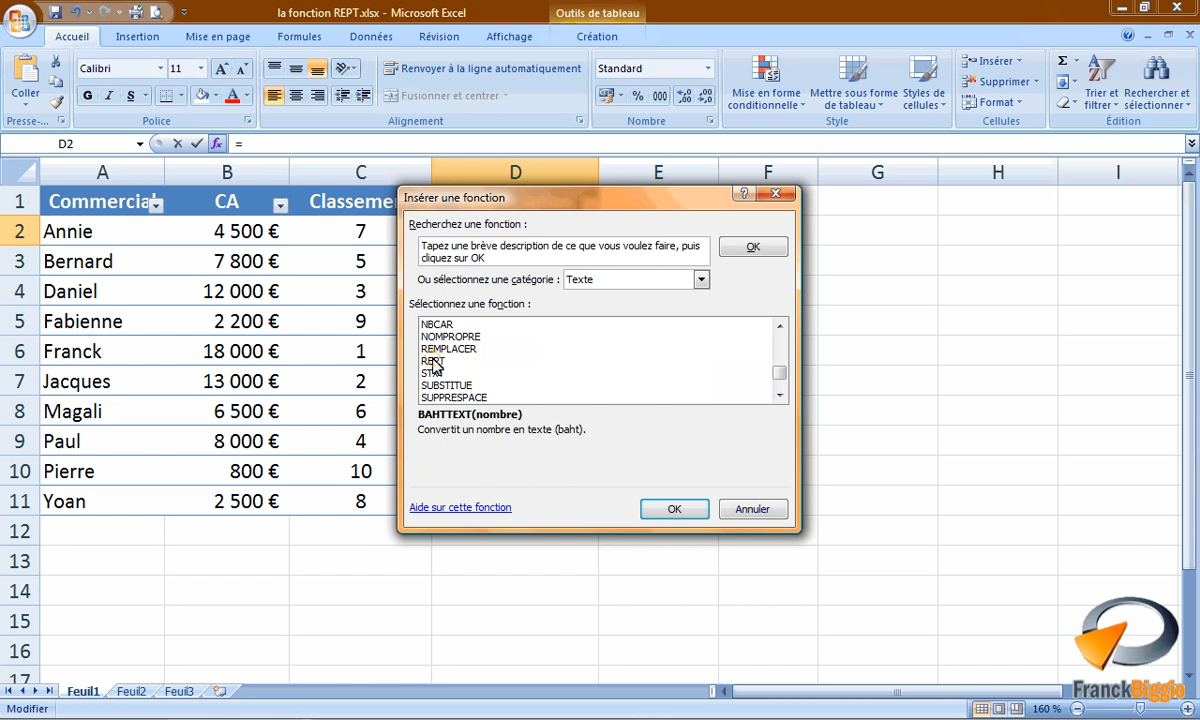 la fonction REPT.xlsx - Microsoft Excel
Outils de tableau
Accueil Insertion Mise en page Formules Données Révision Affichage Création
Coller
Presse-...
Calibri 11
G I S
Police
Renvoyer à la ligne automatiquement
Fusionner et centrer
Alignement
Standard
% 000
Nombre
Mise en forme conditionnelle
Mettre sous forme de tableau
Styles de cellules
Style
Insérer
Supprimer
Format
Cellules
Σ
Trier et filtrer
Rechercher et sélectionner
Édition
D2 fx =
A B C D E F G H I
1 Commercia CA Classeme
2 Annie 4 500 € 7
3 Bernard 7 800 € 5
4 Daniel 12 000 € 3
5 Fabienne 2 200 € 9
6 Franck 18 000 € 1
7 Jacques 13 000 € 2
8 Magali 6 500 € 6
9 Paul 8 000 € 4
10 Pierre 800 € 10
11 Yoan 2 500 € 8
12
13
14
15
16
17
Insérer une fonction
Recherchez une fonction :
Tapez une brève description de ce que vous voulez faire, puis
cliquez sur OK
OK
Ou sélectionnez une catégorie : Texte
Sélectionnez une fonction :
NBCAR
NOMPROPRE
REMPLACER
REPT
SUBSTITUE
SUPPRESPACE
BAHTTEXT(nombre)
Convertit un nombre en texte (baht).
Aide sur cette fonction
OK Annuler
FranckBiggio
Feuil1 Feuil2 Feuil3
Modifier
160 %